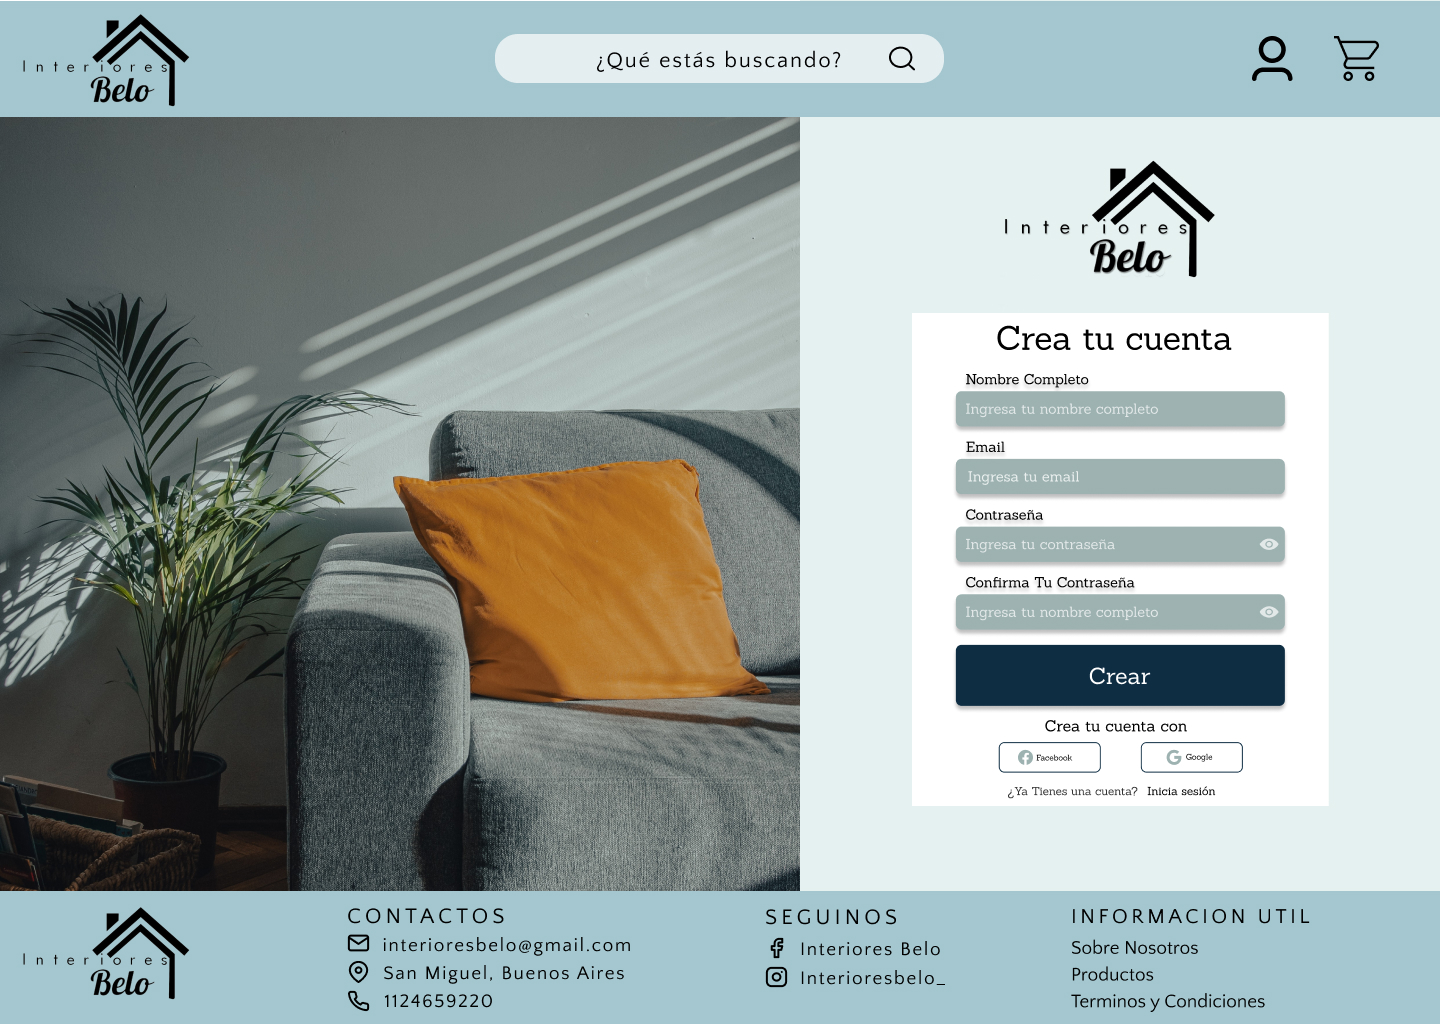 Interiores
Belo
¿Qué estás buscando?
Interiores
Belo
Crea tu cuenta
Nombre Completo
Ingresa tu nombre completo
Email
Ingresa tu email
Contraseña
Ingresa tu contraseña
Confirma Tu Contraseña
Ingresa tu nombre completo
Crear
Crea tu cuenta con
Facebook
Google
¿Ya Tienes una cuenta? Inicia sesión
Interiores
Belo
CONTACTOS
interioresbelo@gmail.com
San Miguel, Buenos Aires
1124659220
SEGUINOS
Interiores Belo
Interioresbelo_
INFORMACION UTIL
Sobre Nosotros
Productos
Terminos y Condiciones